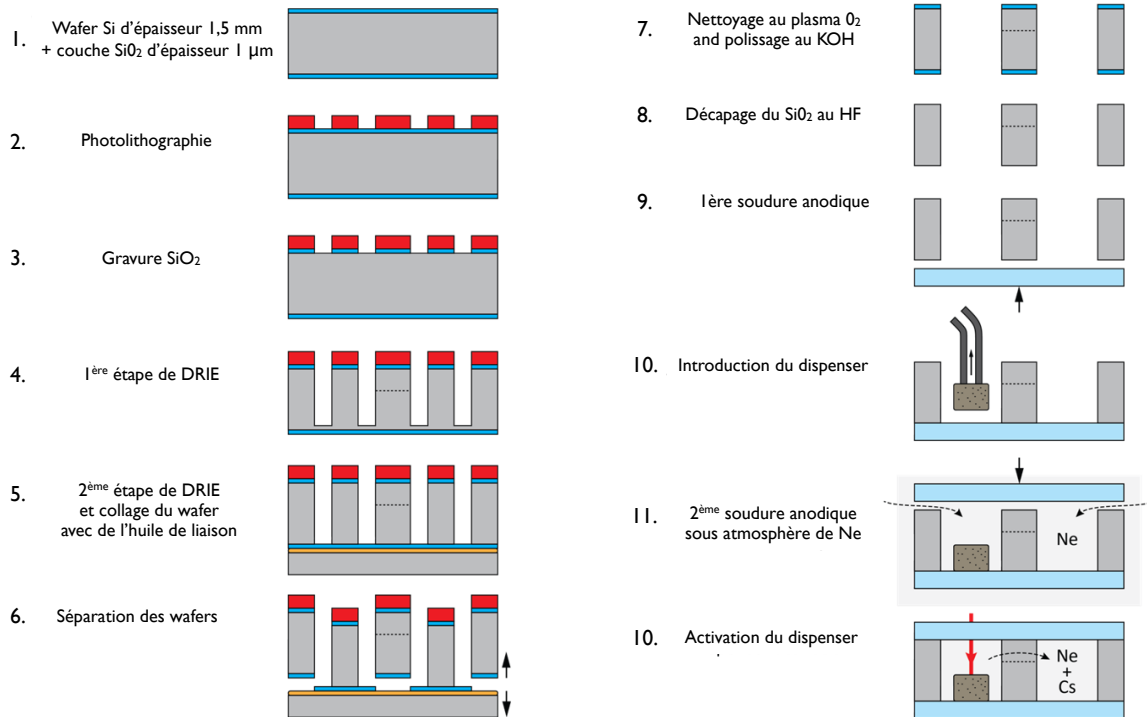 1.
Wafer Si d'épaisseur 1,5 mm
+ couche Si0₂ d'épaisseur 1 μm
2.
Photolithographie
3.
Gravure SiO₂
4.
1ère étape de DRIE
5.
2ème étape de DRIE
et collage du wafer
avec de l'huile de liaison
6.
Séparation des wafers
7.
Nettoyage au plasma 0₂
and polissage au KOH
8.
Décapage du Si0₂ au HF
9.
1ère soudure anodique
10.
Introduction du dispenser
11.
2ème soudure anodique
sous atmosphère de Ne
Ne
10.
Activation du dispenser
Ne
+
Cs